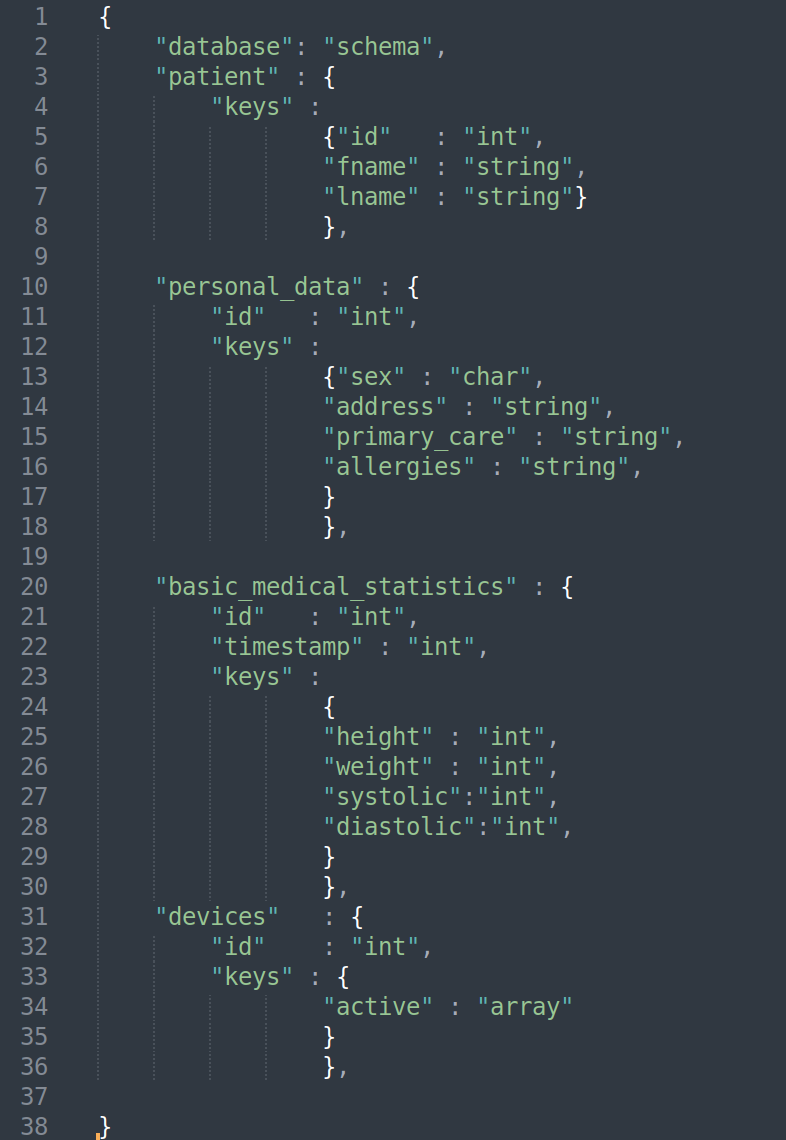 1 {
2     "database": "schema",
3     "patient" : {
4         "keys" :
5                 {"id"   : "int",
6                 "fname" : "string",
7                 "lname" : "string"}
8                 },
9
10     "personal_data" : {
11         "id"   : "int",
12         "keys" :
13                 {"sex" : "char",
14                 "address" : "string",
15                 "primary_care" : "string",
16                 "allergies" : "string",
17                 }
18                 },
19
20     "basic_medical_statistics" : {
21         "id"   : "int",
22         "timestamp" : "int",
23         "keys" :
24                 {
25                 "height" : "int",
26                 "weight" : "int",
27                 "systolic":"int",
28                 "diastolic":"int",
29                 }
30                 },
31     "devices"   : {
32         "id"    : "int",
33         "keys" : {
34                 "active" : "array"
35                 }
36                 },
37
38 }